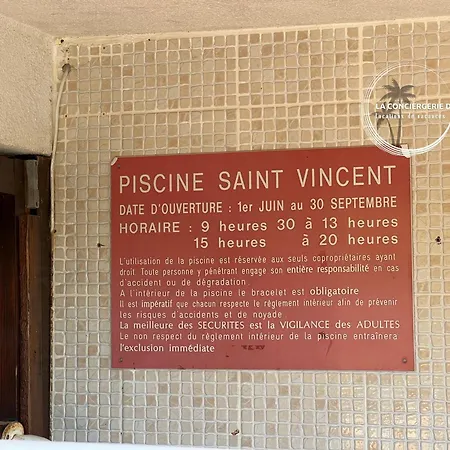 LA CONCIERGERIE D
locations de vacances
PISCINE SAINT VINCENT
DATE D'OUVERTURE : 1er JUIN au 30 SEPTEMBRE
HORAIRE : 9 heures 30 à 13 heures
15 heures à 20 heures
L'utilisation de la piscine est réservée aux seuls copropriétaires ayant
droit. Toute personne y pénétrant engage son entière responsabilité en cas
d'accident ou de dégradation.
A l'intérieur de la piscine le bracelet est obligatoire
Il est impératif que chacun respecte le règlement intérieur afin de prévenir
les risques d'accidents et de noyade.
La meilleure des SECURITES est la VIGILANCE des ADULTES
Le non respect du règlement intérieur de la piscine entraînera
l'exclusion immédiate